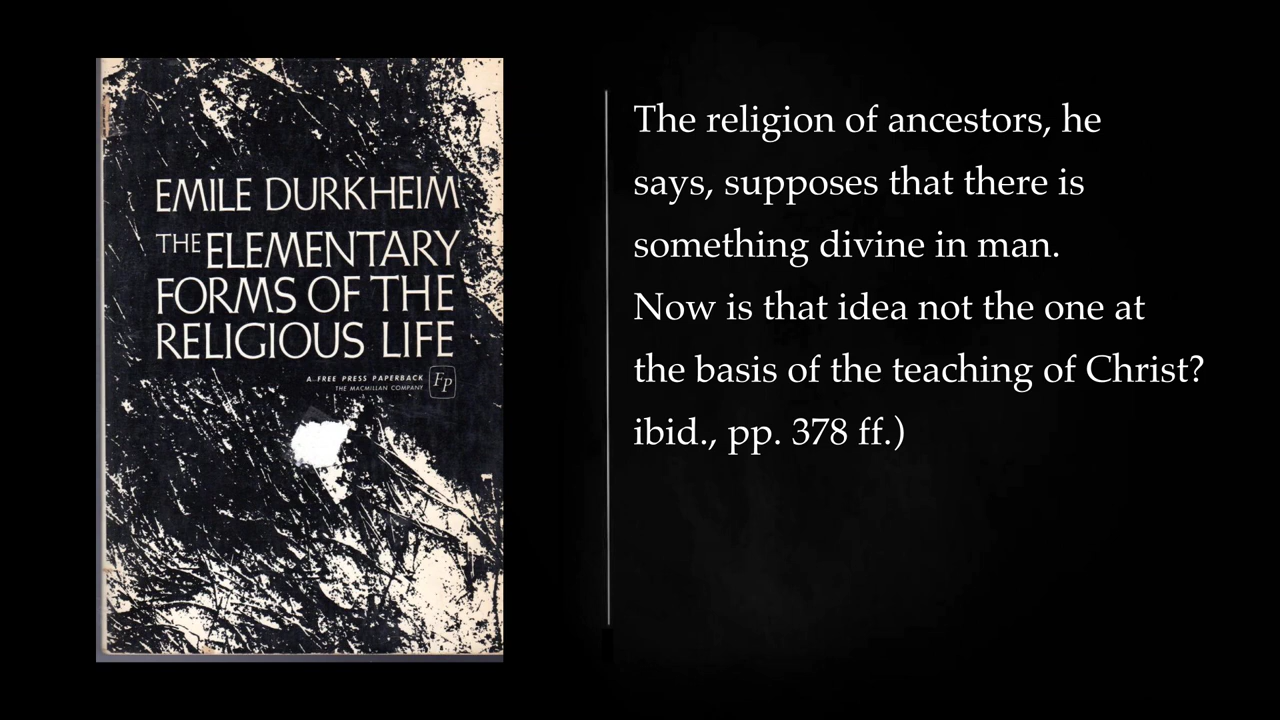 EMILE DURKHEIM
THE ELEMENTARY
FORMS OF THE
RELIGIOUS LIFE
A FREE PRESS PAPERBACK
THE MACMILLAN COMPANY
Fp
The religion of ancestors, he
says, supposes that there is
something divine in man.
Now is that idea not the one at
the basis of the teaching of Christ?
ibid., pp. 378 ff.)